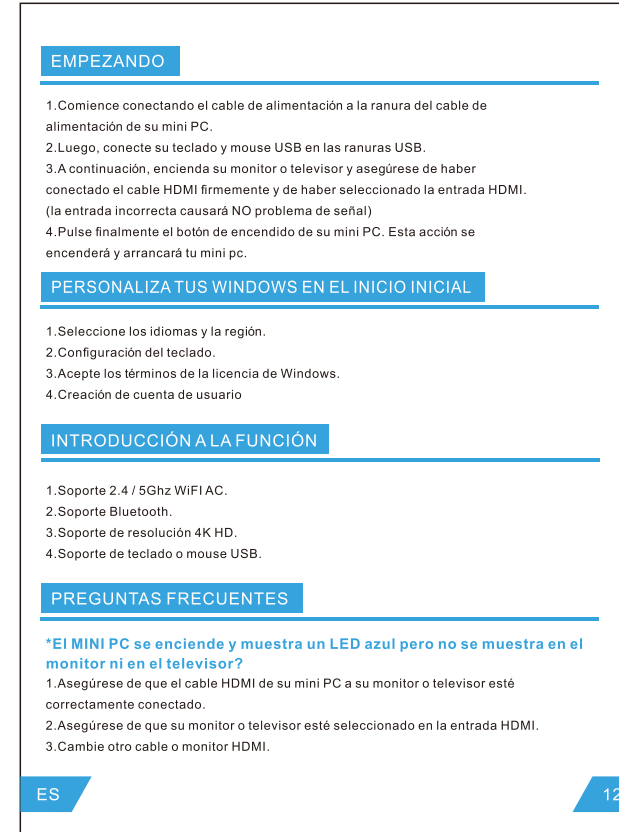 EMPEZANDO
1.Comience conectando el cable de alimentación a la ranura del cable de
alimentación de su mini PC.
2.Luego, conecte su teclado y mouse USB en las ranuras USB.
3.A continuación, encienda su monitor o televisor y asegúrese de haber
conectado el cable HDMI firmemente y de haber seleccionado la entrada HDMI.
(la entrada incorrecta causará NO problema de señal)
4.Pulse finalmente el botón de encendido de su mini PC. Esta acción se
encenderá y arrancará tu mini pc.
PERSONALIZA TUS WINDOWS EN EL INICIO INICIAL
1.Seleccione los idiomas y la región.
2.Configuración del teclado.
3.Acepte los términos de la licencia de Windows.
4.Creación de cuenta de usuario
INTRODUCCIÓN A LA FUNCIÓN
1.Soporte 2.4 / 5Ghz WiFI AC.
2.Soporte Bluetooth.
3.Soporte de resolución 4K HD.
4.Soporte de teclado o mouse USB.
PREGUNTAS FRECUENTES
*El MINI PC se enciende y muestra un LED azul pero no se muestra en el
monitor ni en el televisor?
1.Asegúrese de que el cable HDMI de su mini PC a su monitor o televisor esté
correctamente conectado.
2.Asegúrese de que su monitor o televisor esté seleccionado en la entrada HDMI.
3.Cambie otro cable o monitor HDMI.
ES
12